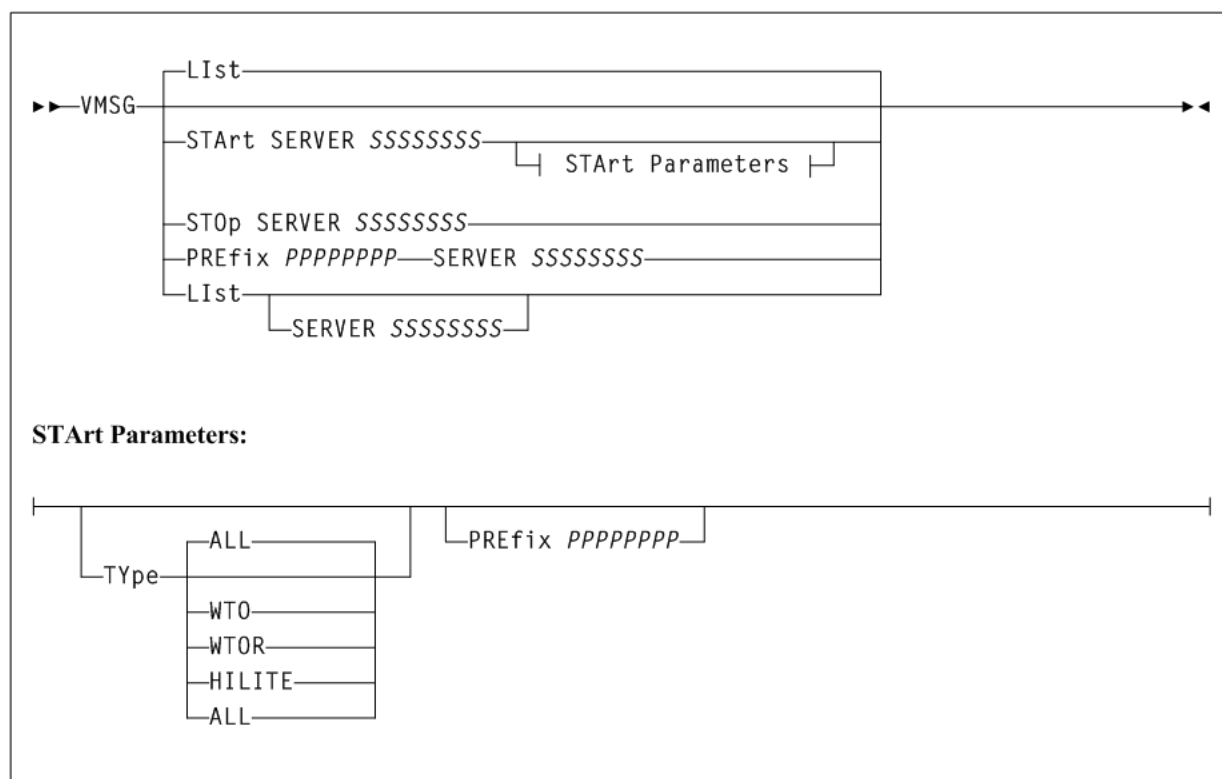 LIst
VMSG
STArt SERVER SSSSSSSS
STArt Parameters
STOp SERVER SSSSSSSS
PREfix PPPPPPPP SERVER SSSSSSSS
LIst
SERVER SSSSSSSS
STArt Parameters:
ALL
PREfix PPPPPPPP
TYpe
WTO
WTOR
HILITE
ALL